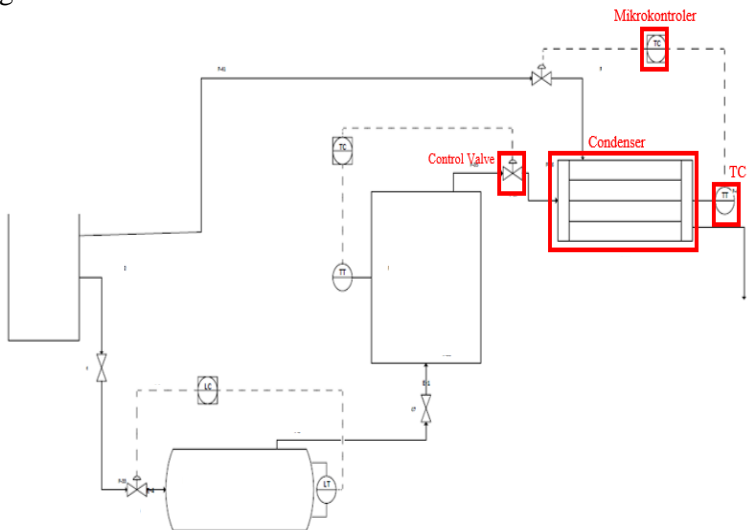 g
Mikrokontroler
TC
Condenser
TC
Control Valve
TC
TT
TT
LC
LT